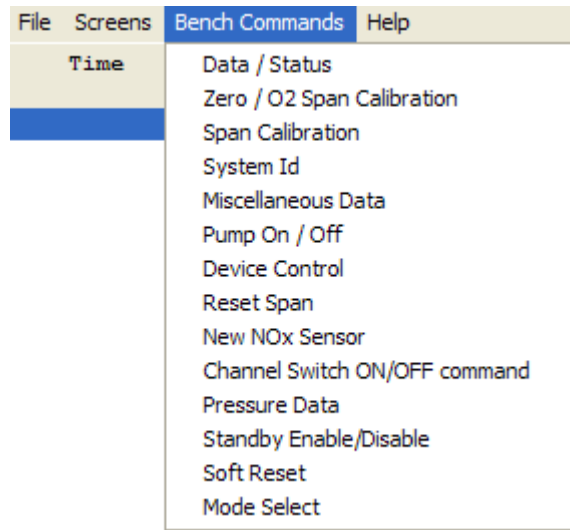 File Screens Bench Commands Help
Time
Data / Status
Zero / O2 Span Calibration
Span Calibration
System Id
Miscellaneous Data
Pump On / Off
Device Control
Reset Span
New NOx Sensor
Channel Switch ON/OFF command
Pressure Data
Standby Enable/Disable
Soft Reset
Mode Select